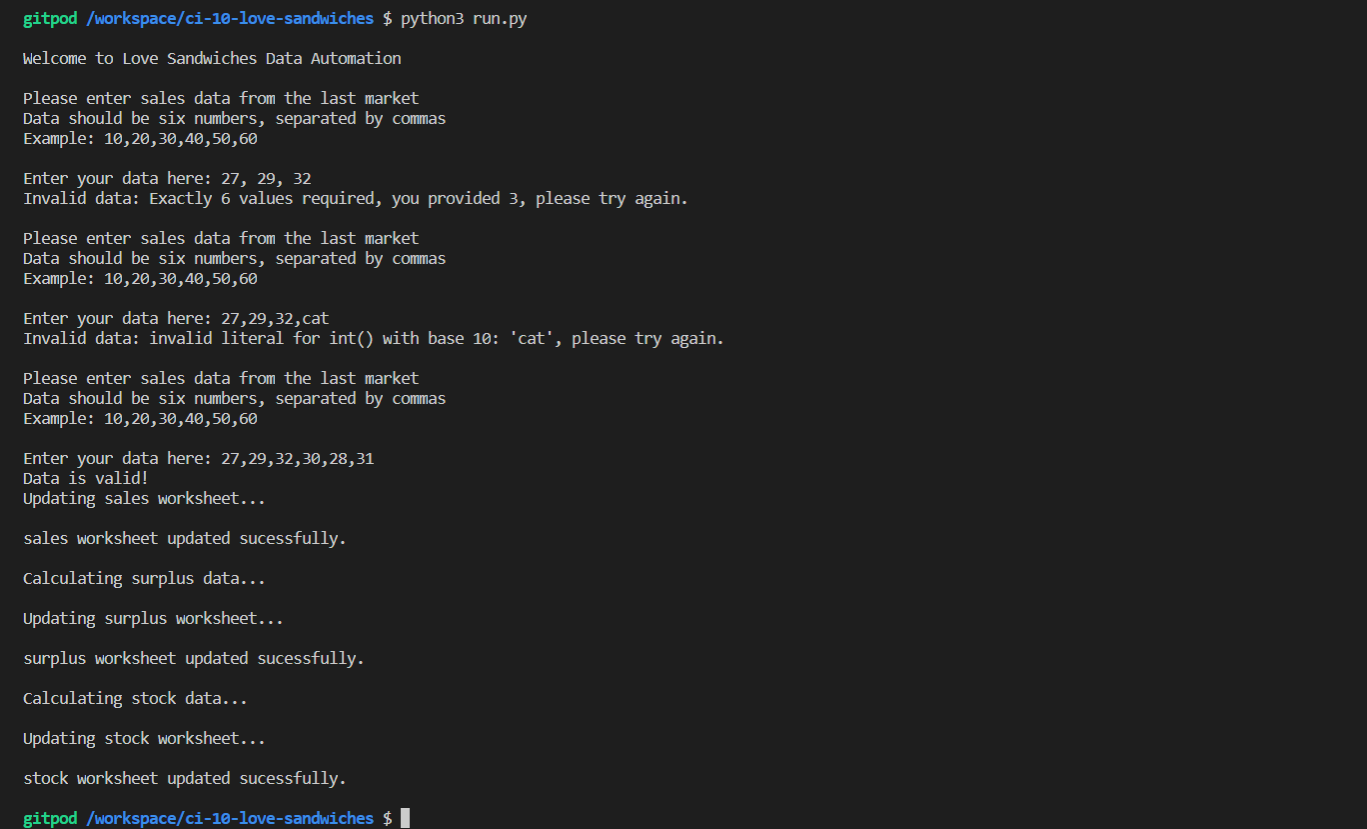 gitpod /workspace/ci-10-love-sandwiches $ python3 run.py
Welcome to Love Sandwiches Data Automation
Please enter sales data from the last market
Data should be six numbers, separated by commas
Example: 10,20,30,40,50,60
Enter your data here: 27, 29, 32
Invalid data: Exactly 6 values required, you provided 3, please try again.
Please enter sales data from the last market
Data should be six numbers, separated by commas
Example: 10,20,30,40,50,60
Enter your data here: 27,29,32,cat
Invalid data: invalid literal for int() with base 10: 'cat', please try again.
Please enter sales data from the last market
Data should be six numbers, separated by commas
Example: 10,20,30,40,50,60
Enter your data here: 27,29,32,30,28,31
Data is valid!
Updating sales worksheet...
sales worksheet updated sucessfully.
Calculating surplus data...
Updating surplus worksheet...
surplus worksheet updated sucessfully.
Calculating stock data...
Updating stock worksheet...
stock worksheet updated sucessfully.
gitpod /workspace/ci-10-love-sandwiches $